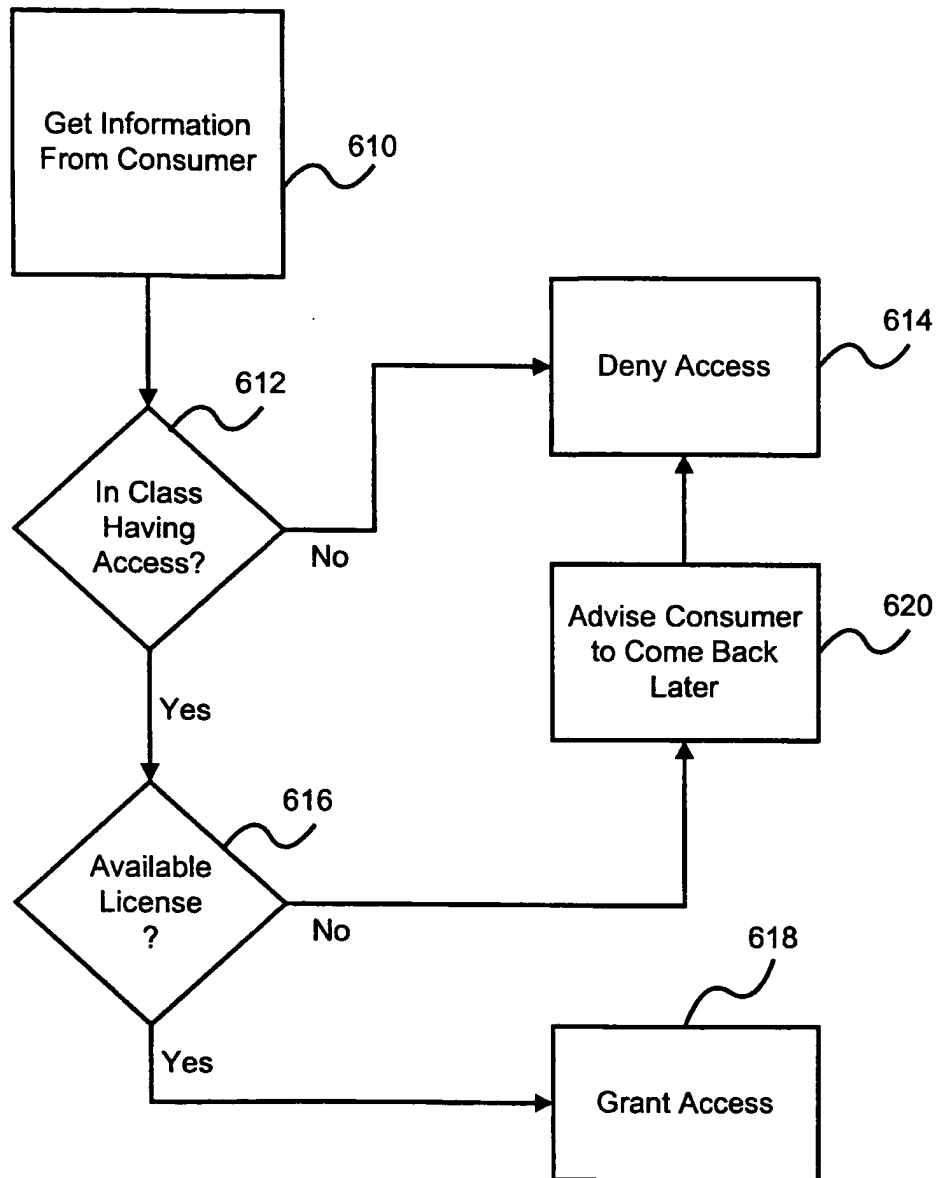 Get Information
From Consumer
610
612
In Class
Having
Access?
No
Yes
Deny Access
614
Advise Consumer
to Come Back
Later
620
616
Available
License
?
No
Yes
618
Grant Access